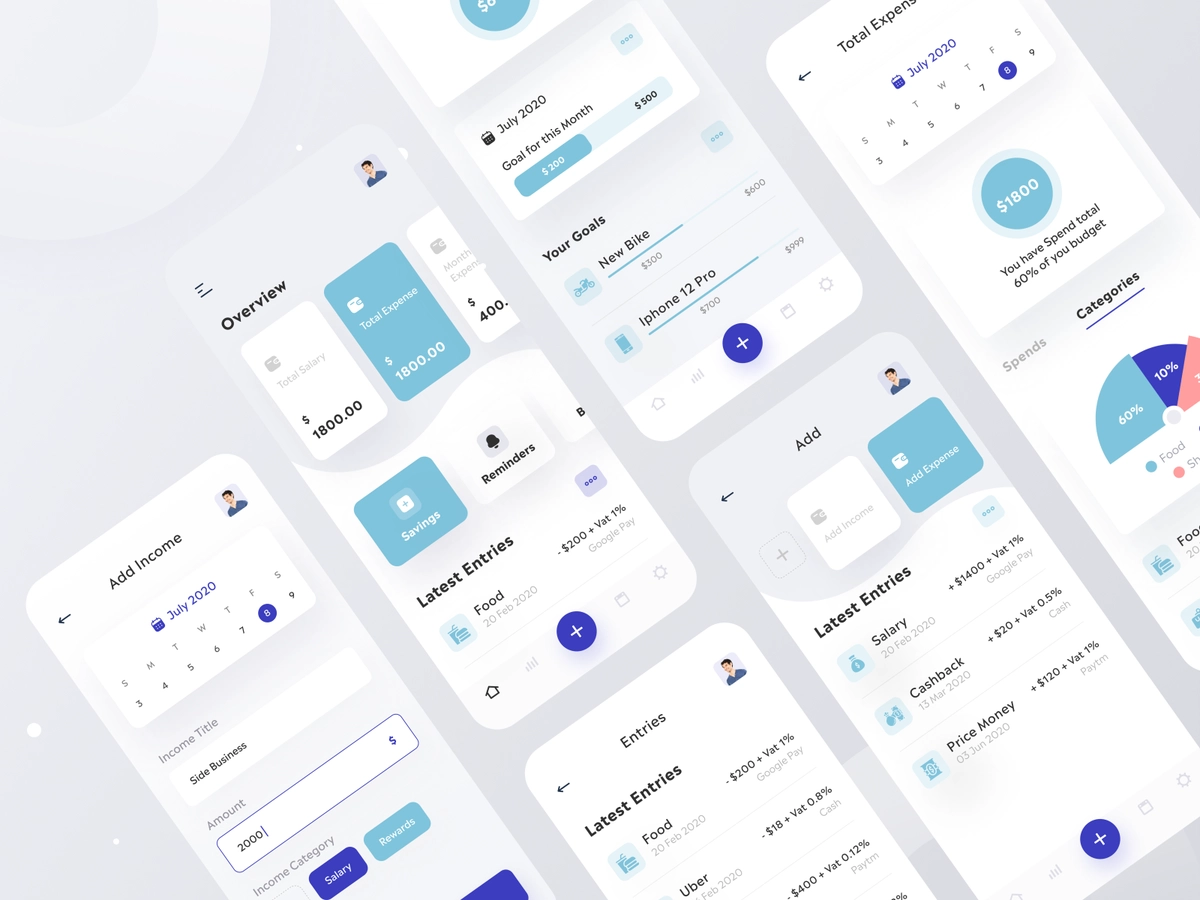 Add Income
July 2020
S M T W T F S
3 4 5 6 7 8 9
Income Title
Side Business
Amount
2000
$
Income Category
Salary
Rewards
Overview
Total Salary
$
1800.00
Total Expense
$
1800.00
Month
$
400.
Savings
Reminders
B
Latest Entries
Food
20 Feb 2020
- $200 + Vat 1%
Google Pay
July 2020
Goal for this Month
$ 200
$ 500
Your Goals
New Bike
$300
$600
Iphone 12 Pro
$700
$999
Entries
Latest Entries
Food
20 Feb 2020
- $200 + Vat 1%
Google Pay
Uber
Feb 2020
- $18 + Vat 0.8%
Cash
- $400 + Vat 0.12%
Paytm
Add
Add Income
Add Expense
Latest Entries
Salary
20 Feb 2020
+ $1400 + Vat 1%
Google Pay
Cashback
13 Mar 2020
+ $20 + Vat 0.5%
Cash
Price Money
03 Jun 2020
+ $120 + Vat 1%
Paytm
Total Expens
July 2020
S M T W T F S
3 4 5 6 7 8 9
$1800
You have Spend total
60% of you budget
Spends
Categories
60%
10%
Food
Sh
Foo
20